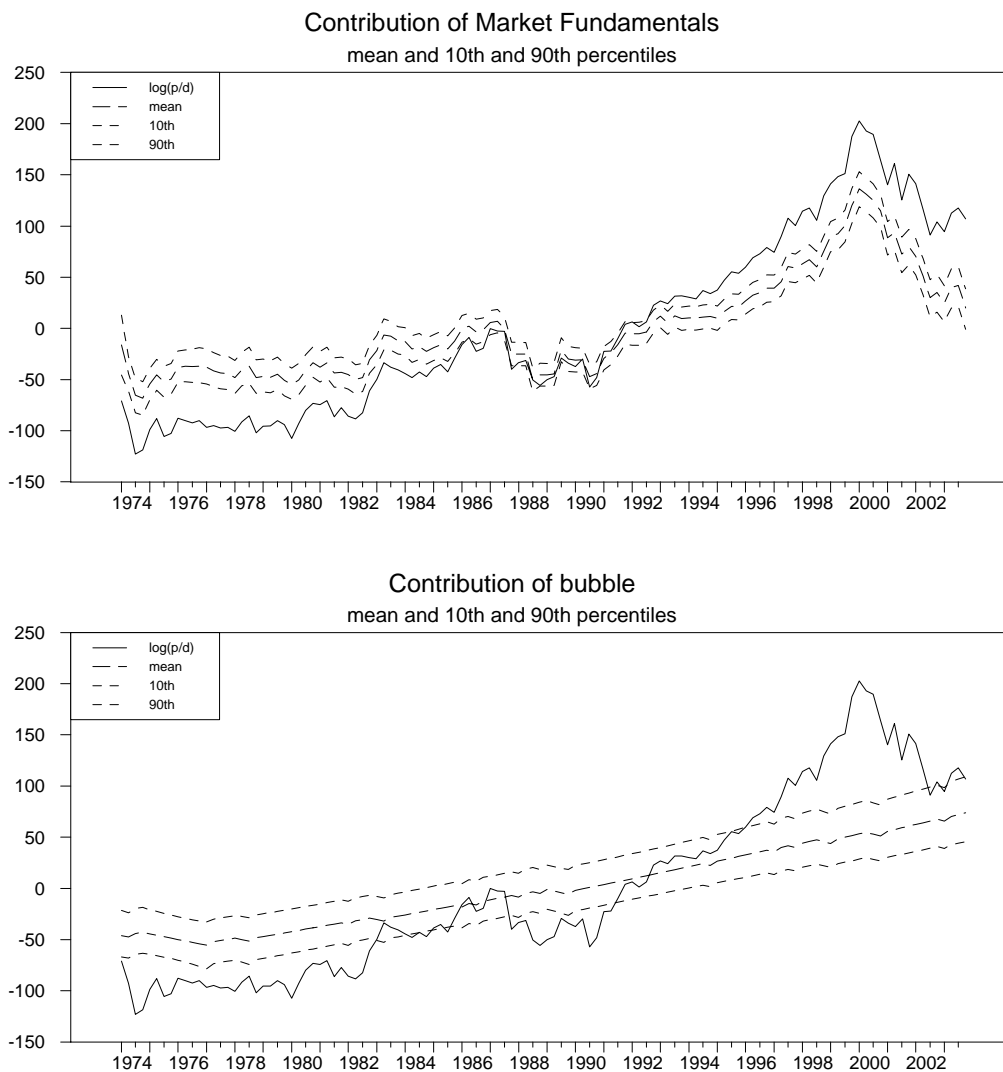 Contribution of Market Fundamentals
mean and 10th and 90th percentiles
250
200
150
100
50
0
-50
-100
-150
log(p/d)
mean
10th
90th
1974 1976 1978 1980 1982 1984 1986 1988 1990 1992 1994 1996 1998 2000 2002
Contribution of bubble
mean and 10th and 90th percentiles
250
200
150
100
50
0
-50
-100
-150
log(p/d)
mean
10th
90th
1974 1976 1978 1980 1982 1984 1986 1988 1990 1992 1994 1996 1998 2000 2002